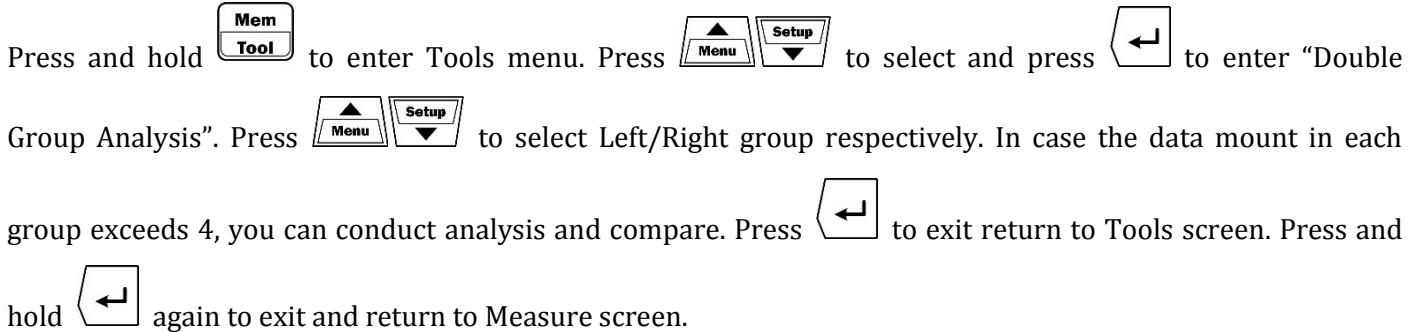 Press and hold Mem Tool to enter Tools menu. Press Menu Setup to select and press to enter “Double
Group Analysis”. Press Menu Setup to select Left/Right group respectively. In case the data mount in each
group exceeds 4, you can conduct analysis and compare. Press to exit return to Tools screen. Press and
hold again to exit and return to Measure screen.